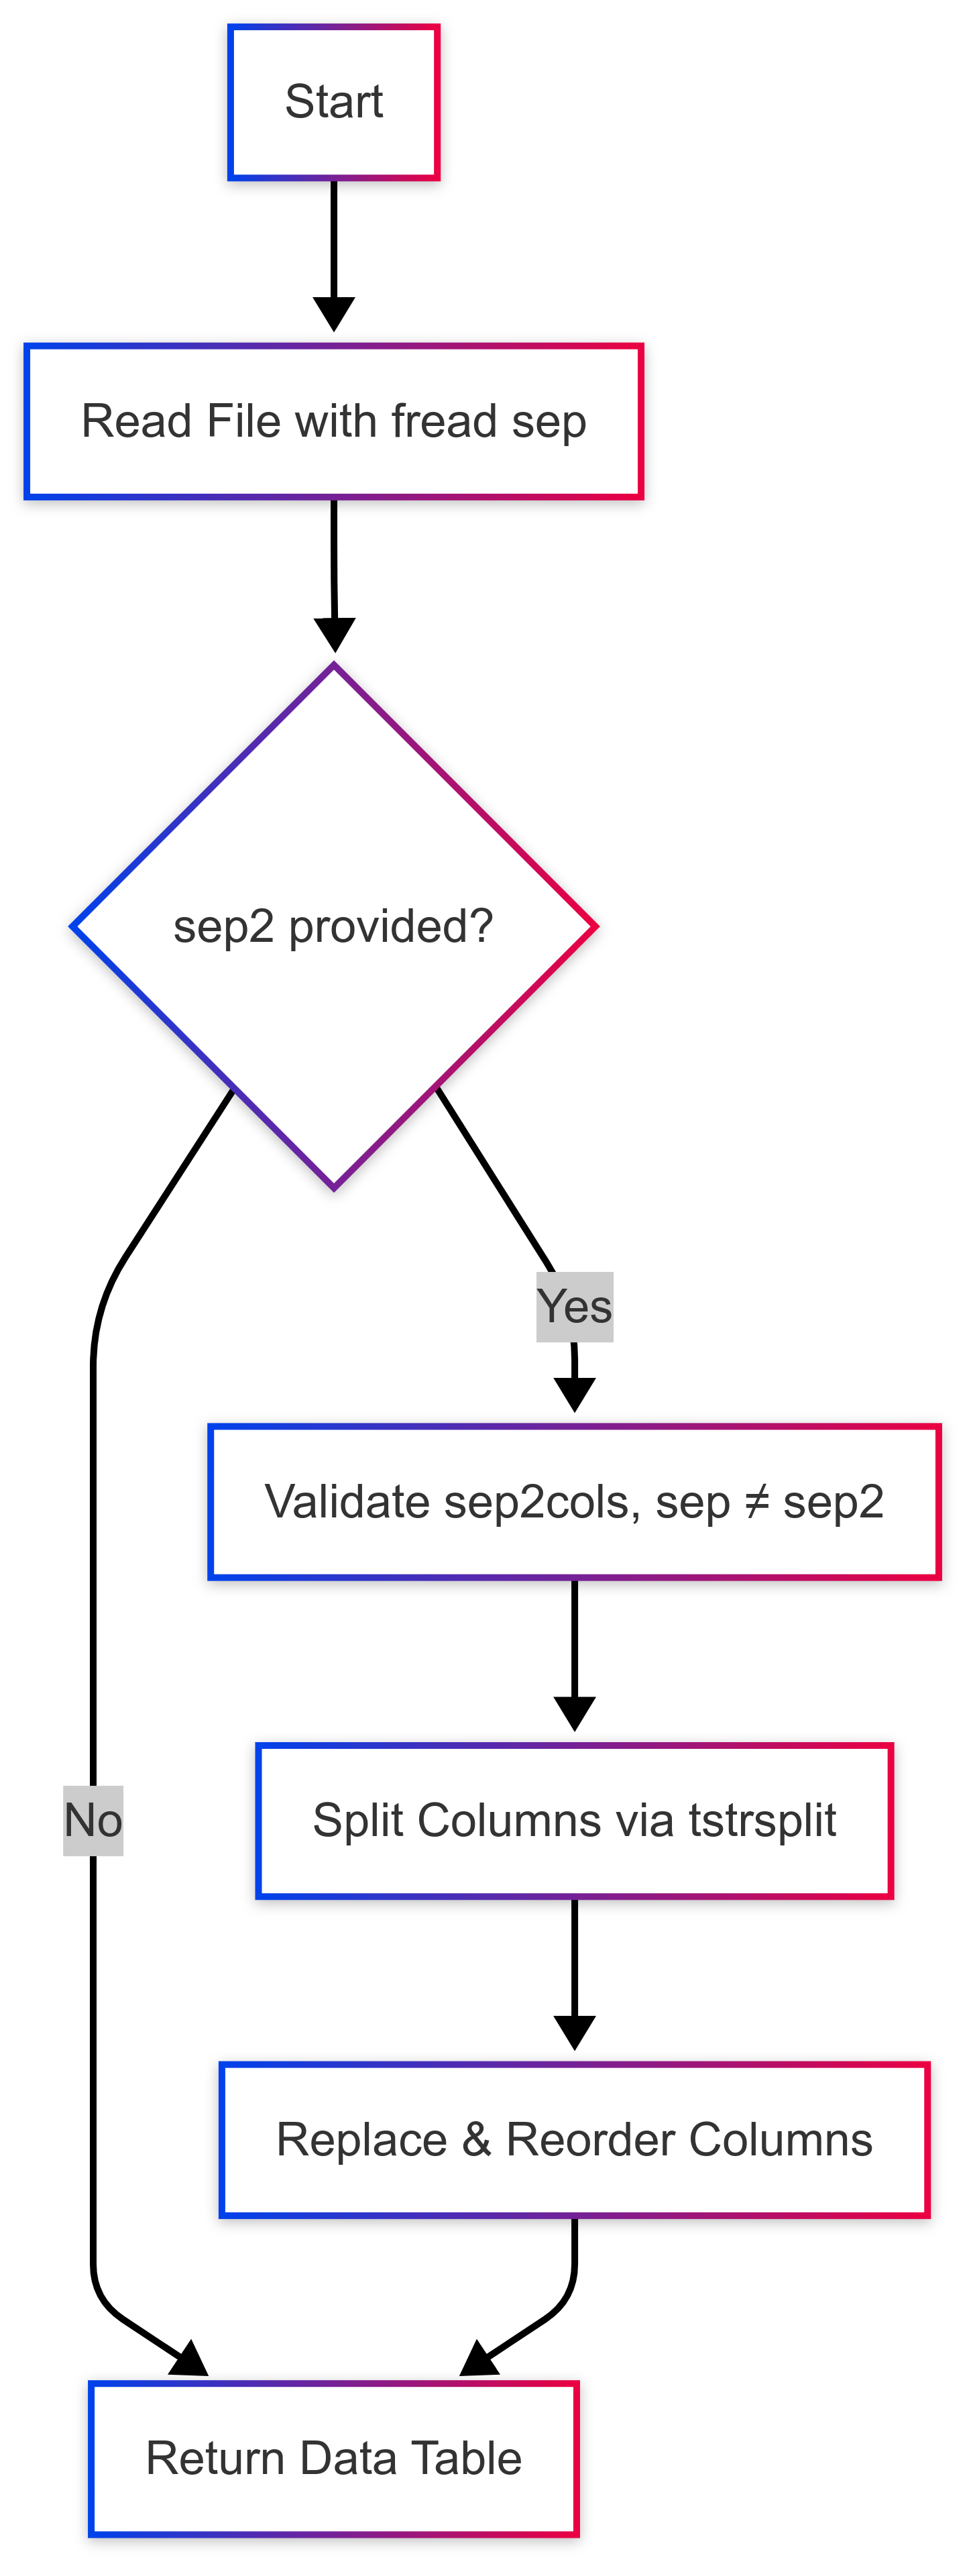 Start
Read File with fread sep
sep2 provided?
Yes
Validate sep2cols, sep ≠ sep2
Split Columns via tstrsplit
No
Replace & Reorder Columns
Return Data Table